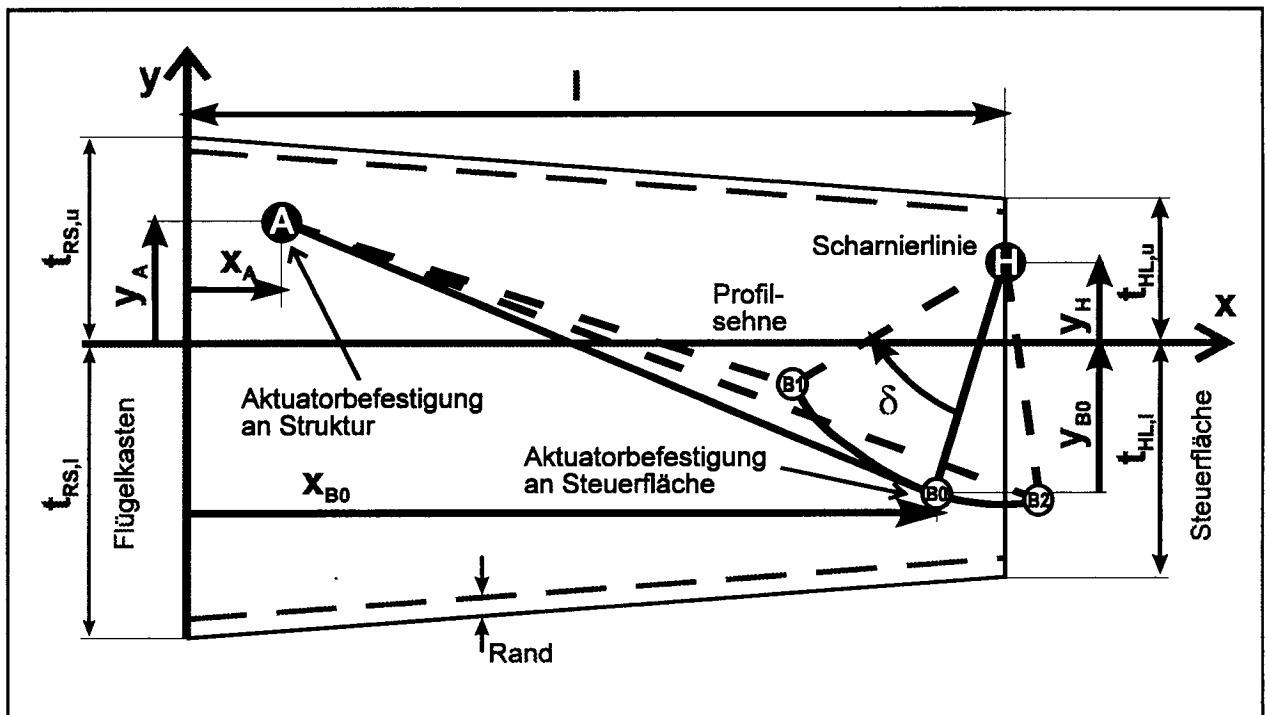 y
l
t_RS,u
y_A
x_A
A
Scharnierlinie
H
t_HL,u
y_H
x
Profil-
sehne
B1
δ
Aktuatorbefestigung
an Struktur
Aktuatorbefestigung
an Steuerfläche
x_B0
B0
B2
y_B0
t_HL,l
t_RS,l
Flügelkasten
Steuerfläche
Rand